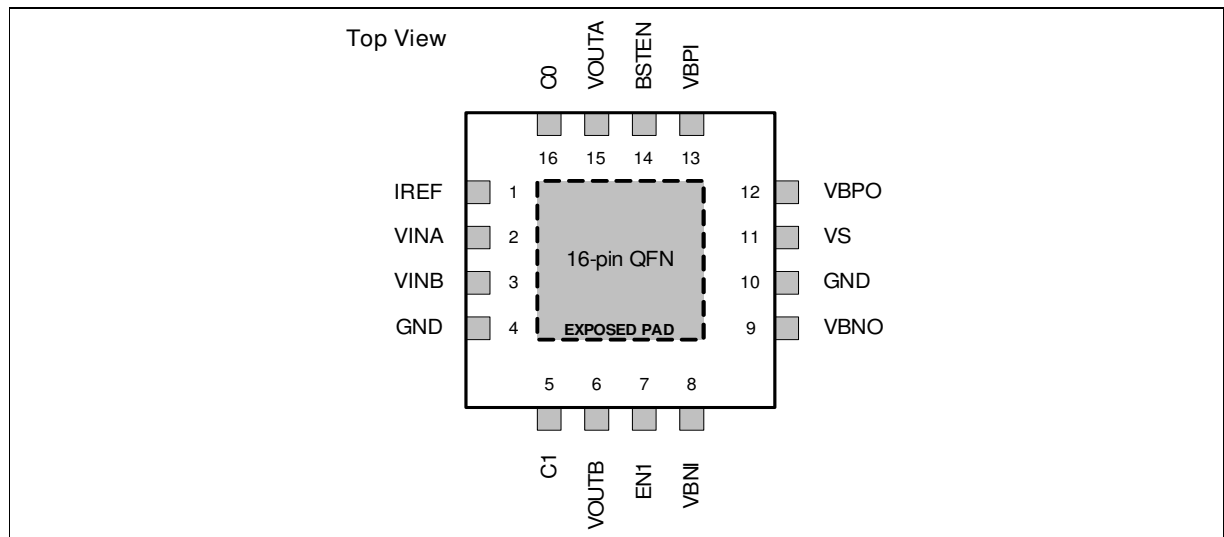 Top View
C0
VOUTA
BSTEN
VBPI
16 15 14 13
IREF 1
VINA 2
VINB 3
GND 4
12 VBPO
11 VS
10 GND
9 VBNO
16-pin QFN
EXPOSED PAD
5 6 7 8
C1
VOUTB
EN1
VBNI